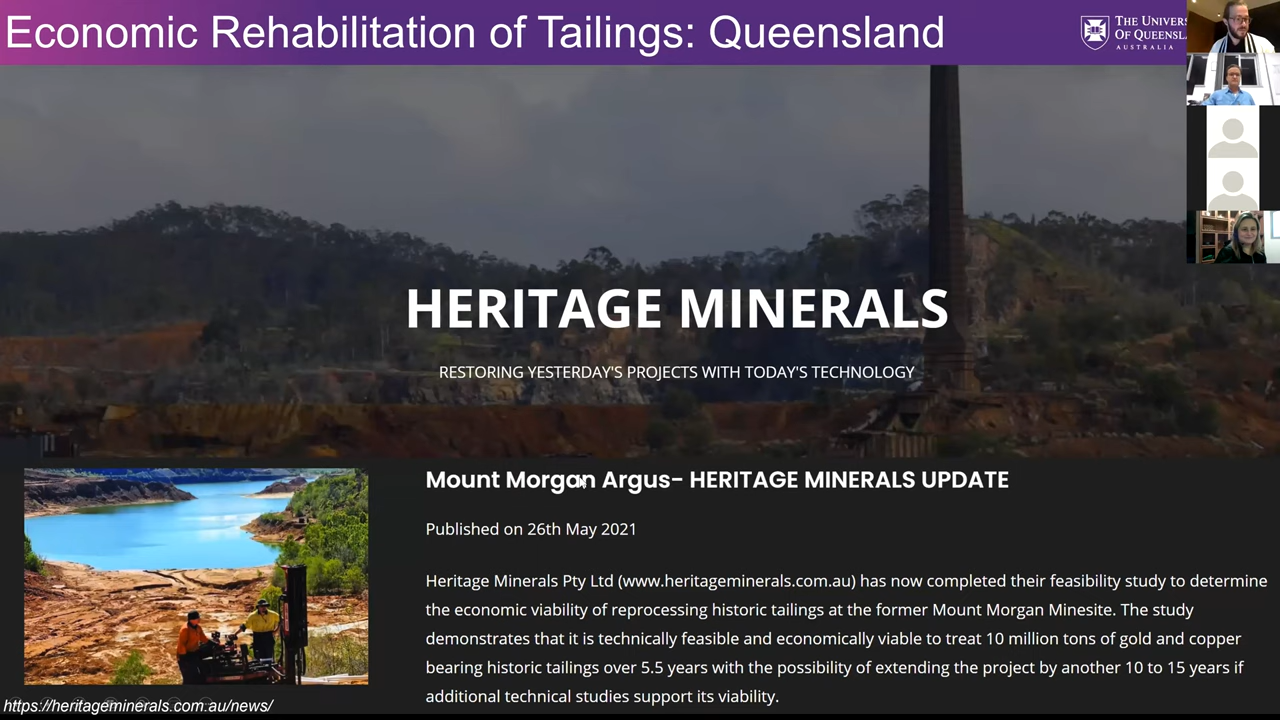 Economic Rehabilitation of Tailings: Queensland
THE UNIVERS
OF QUEENSLA
AUSTRALIA
HERITAGE MINERALS
RESTORING YESTERDAY'S PROJECTS WITH TODAY'S TECHNOLOGY
Mount Morgan Argus- HERITAGE MINERALS UPDATE
Published on 26th May 2021
Heritage Minerals Pty Ltd (www.heritageminerals.com.au) has now completed their feasibility study to determine
the economic viability of reprocessing historic tailings at the former Mount Morgan Minesite. The study
demonstrates that it is technically feasible and economically viable to treat 10 million tons of gold and copper
bearing historic tailings over 5.5 years with the possibility of extending the project by another 10 to 15 years if
additional technical studies support its viability.
https://heritageminerals.com.au/news/